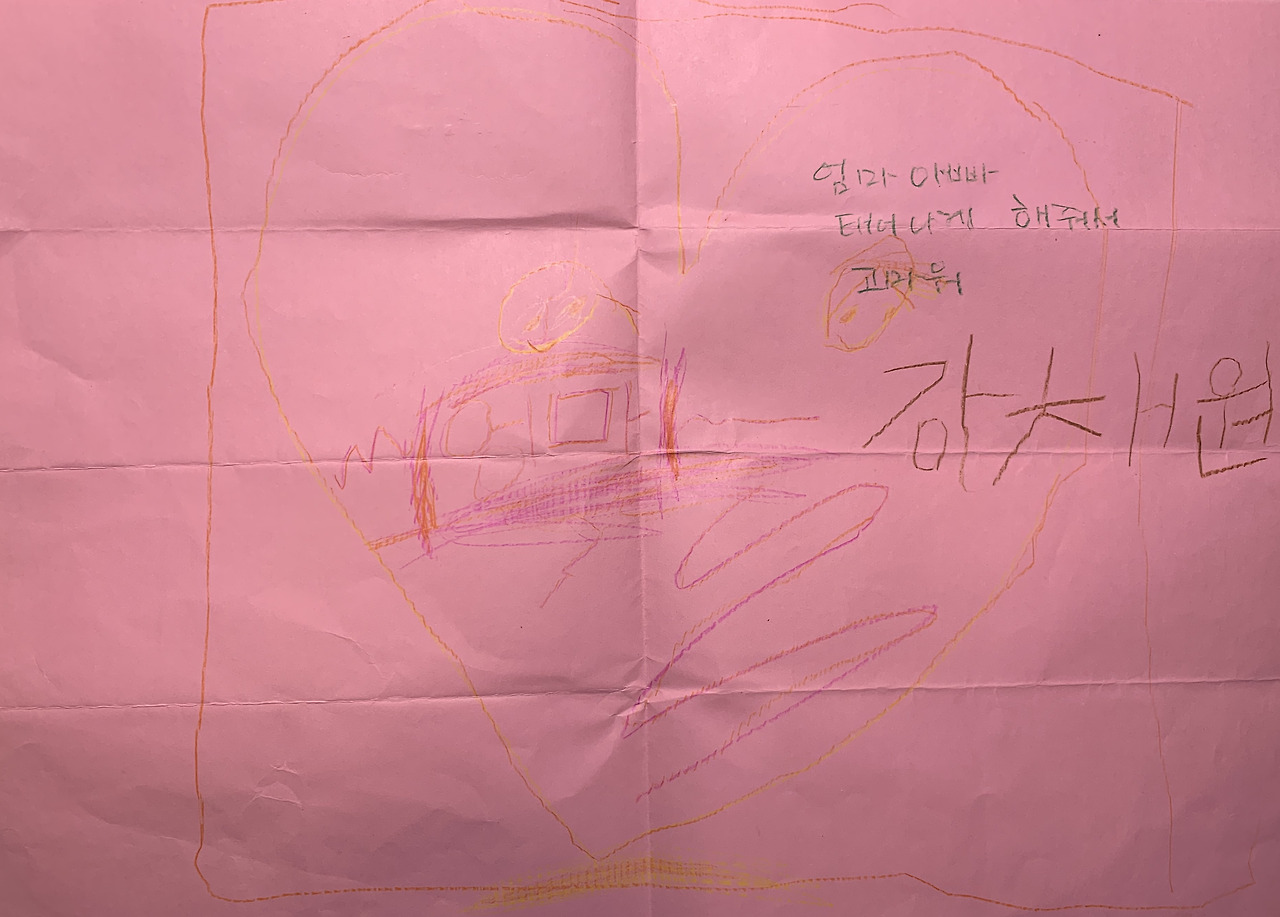 엄마 아빠
태어나게 해줘서
고마워
강채원
엄마